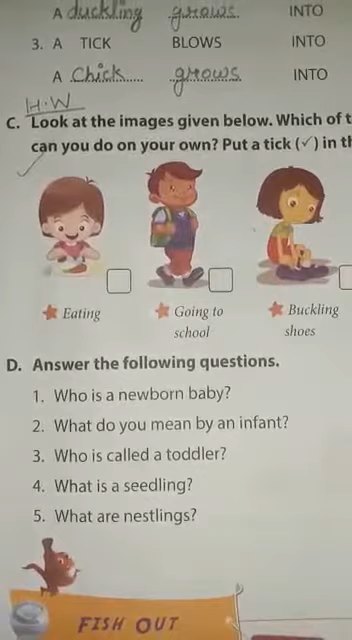 A duckling grows INTO
3. A TICK BLOWS INTO
A Chick...... grows INTO
H.W
C. Look at the images given below. Which of t
can you do on your own? Put a tick (✓) in th
Eating
Going to school
Buckling shoes
D. Answer the following questions.
1. Who is a newborn baby?
2. What do you mean by an infant?
3. Who is called a toddler?
4. What is a seedling?
5. What are nestlings?
FISH OUT